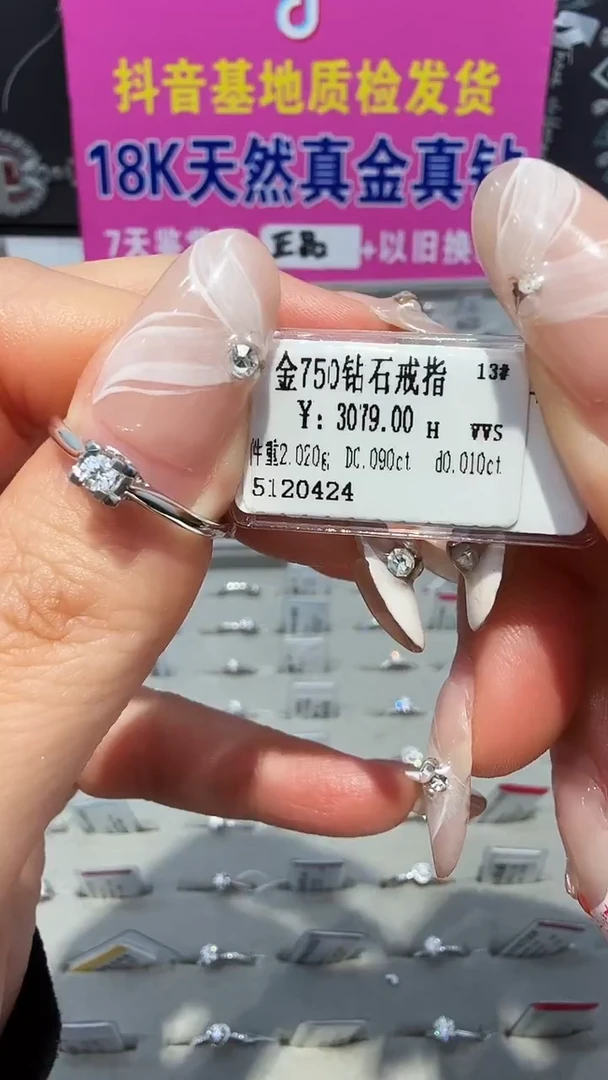 抖音基地质检发货
18K天然真金真钻
7天鉴赏
+以旧换
金750钻石戒指 13#
¥: 3079.00 H VVS
件重2.020g DC.090ct d0.010ct
5120424